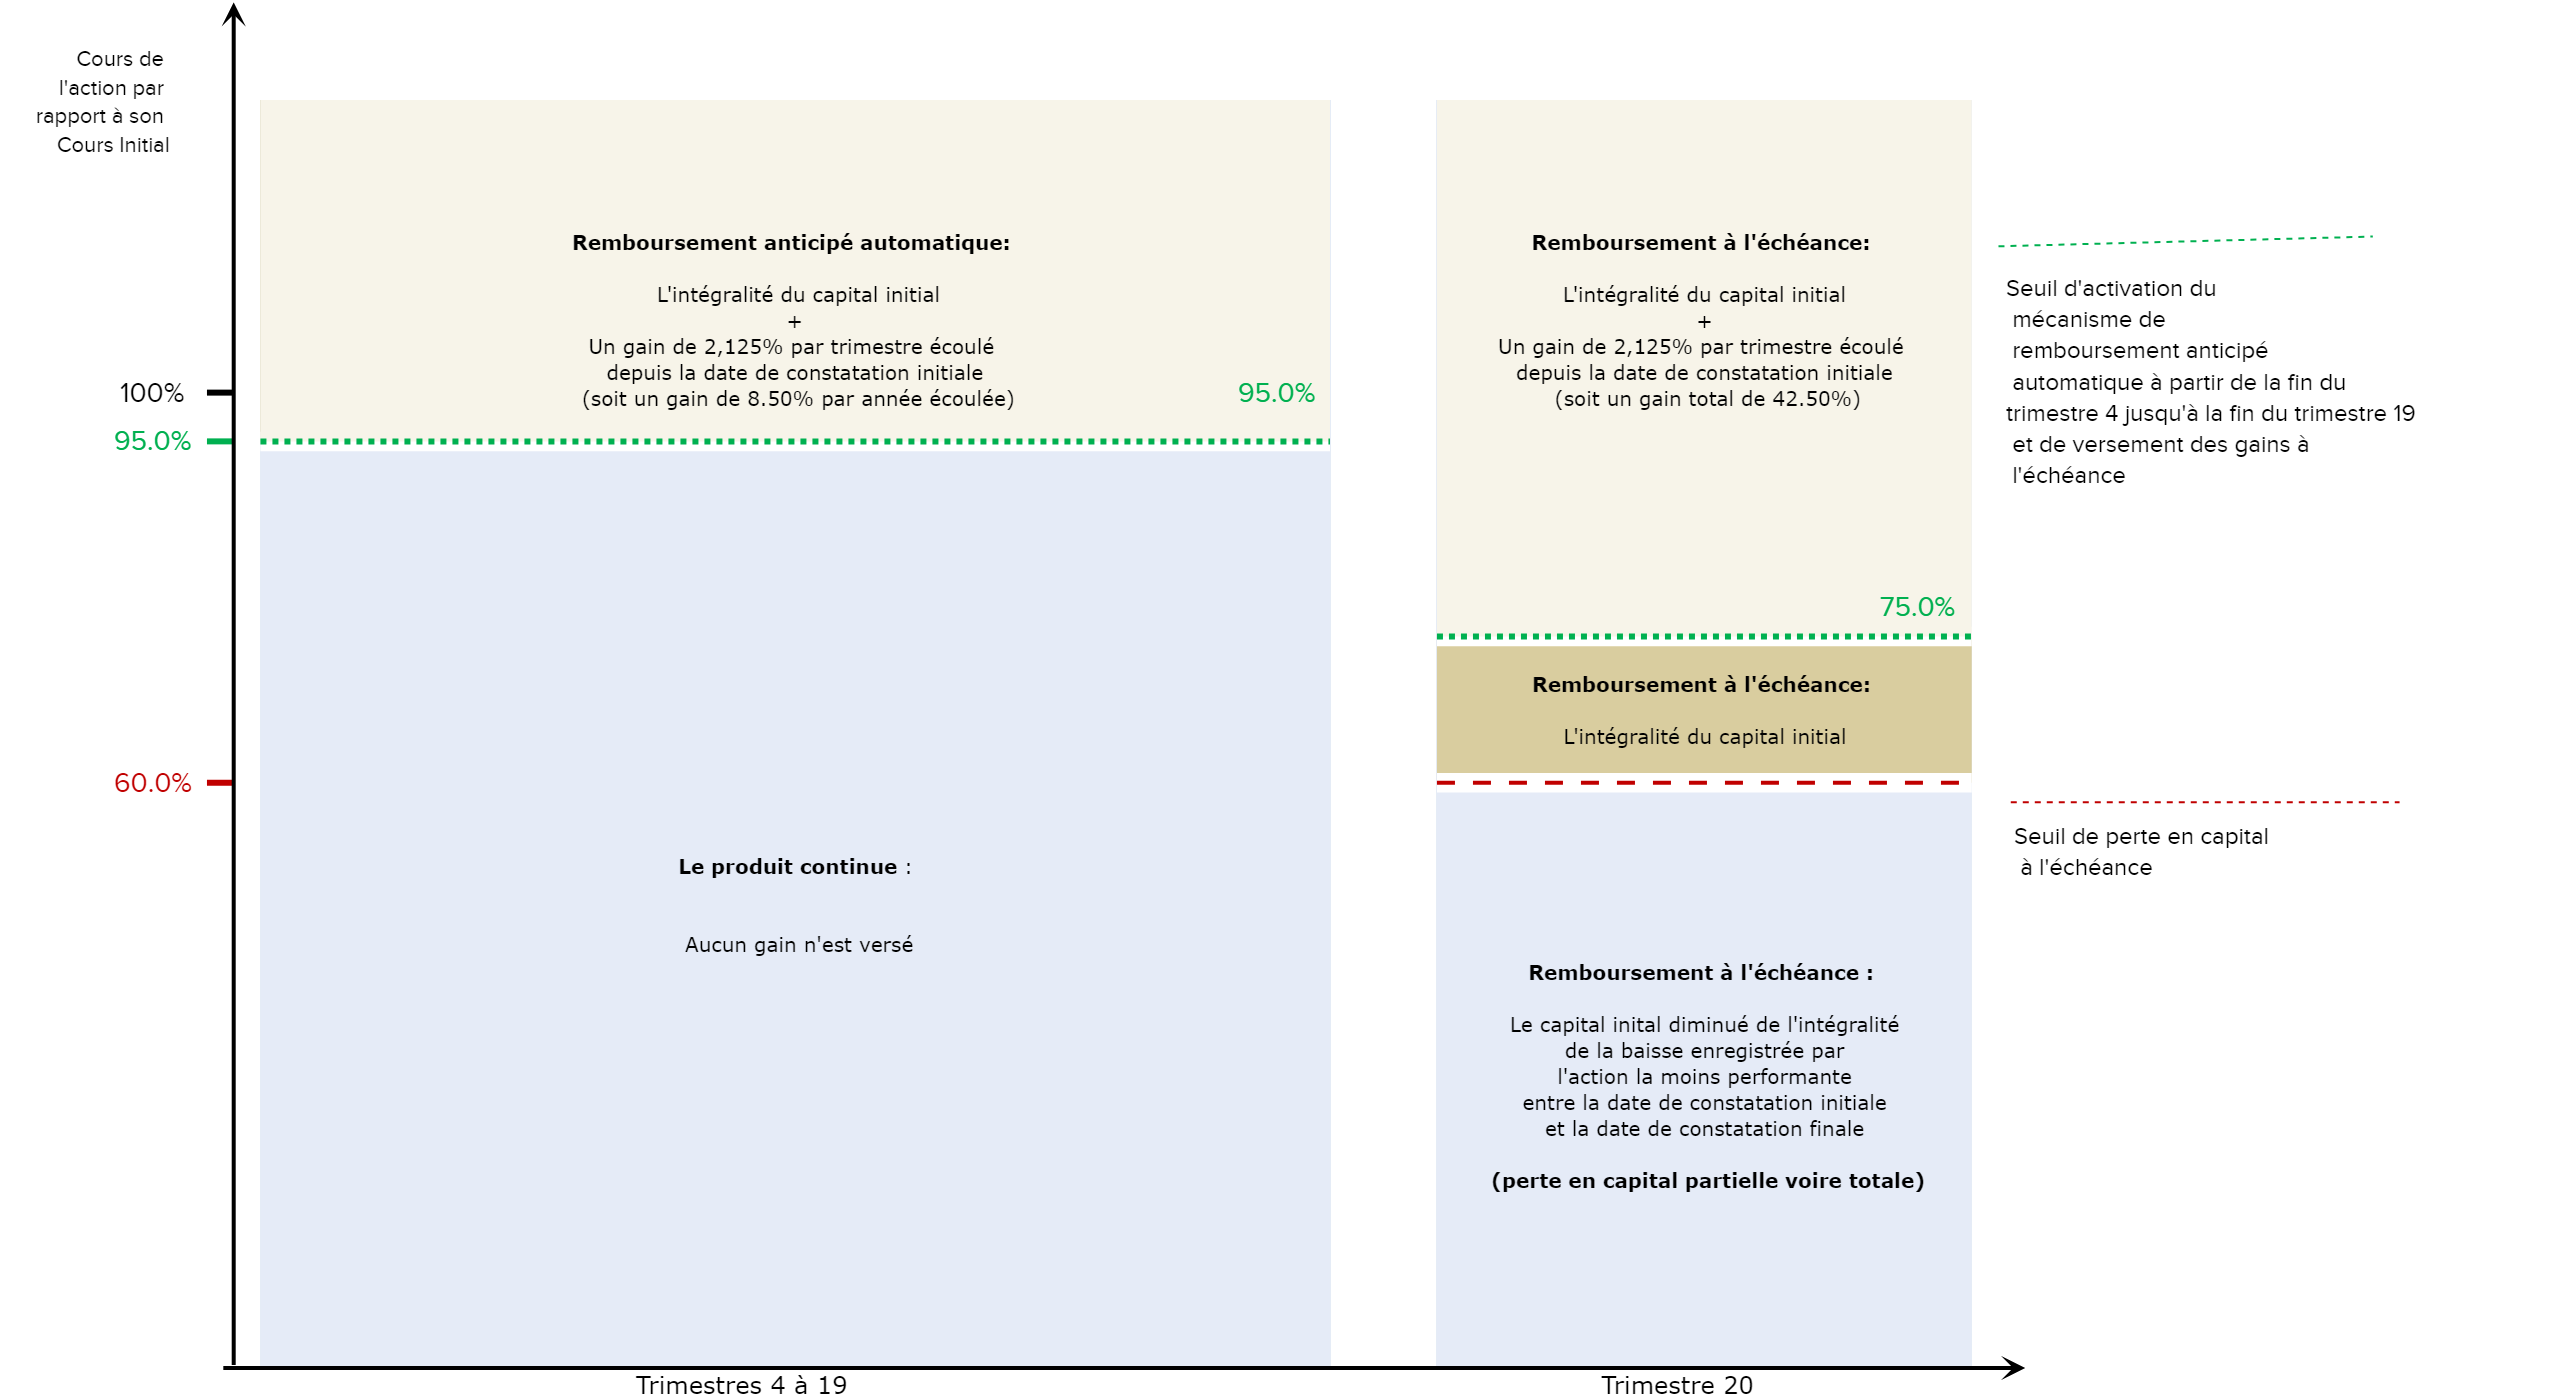 Cours de
l'action par
rapport à son
Cours Initial
100%
95.0%
60.0%
Remboursement anticipé automatique:
L'intégralité du capital initial
+
Un gain de 2,125% par trimestre écoulé
depuis la date de constatation initiale
(soit un gain de 8.50% par année écoulée)
95.0%
Le produit continue :
Aucun gain n'est versé
Remboursement à l'échéance:
L'intégralité du capital initial
+
Un gain de 2,125% par trimestre écoulé
depuis la date de constatation initiale
(soit un gain total de 42.50%)
75.0%
Remboursement à l'échéance:
L'intégralité du capital initial
Remboursement à l'échéance :
Le capital inital diminué de l'intégralité
de la baisse enregistrée par
l'action la moins performante
entre la date de constatation initiale
et la date de constatation finale
(perte en capital partielle voire totale)
Seuil d'activation du
mécanisme de
remboursement anticipé
automatique à partir de la fin du
trimestre 4 jusqu'à la fin du trimestre 19
et de versement des gains à
l'échéance
Seuil de perte en capital
à l'échéance
Trimestres 4 à 19
Trimestre 20